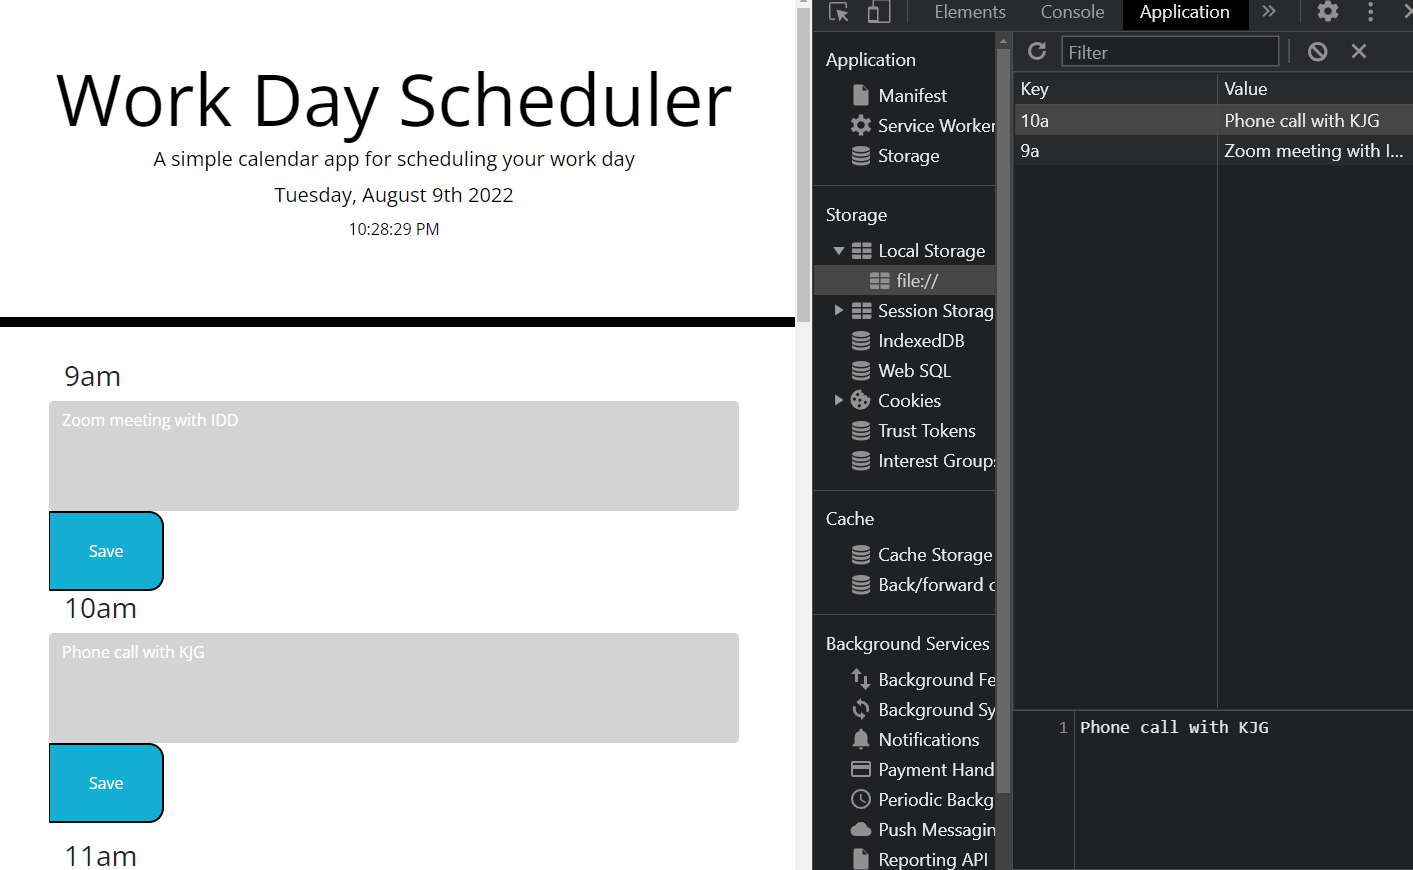 Work Day Scheduler
A simple calendar app for scheduling your work day
Tuesday, August 9th 2022
10:28:29 PM
9am
Zoom meeting with IDD
Save
10am
Phone call with KJG
Save
11am
Elements Console Application
Application
Manifest
Service Worker
Storage
Storage
Local Storage
file://
Session Storag
IndexedDB
Web SQL
Cookies
Trust Tokens
Interest Groups
Cache
Cache Storage
Back/forward c
Background Services
Background Fe
Background Sy
Notifications
Payment Hand
Periodic Backg
Push Messagin
Reporting API
Filter
Key Value
10a Phone call with KJG
9a Zoom meeting with I...
1 Phone call with KJG